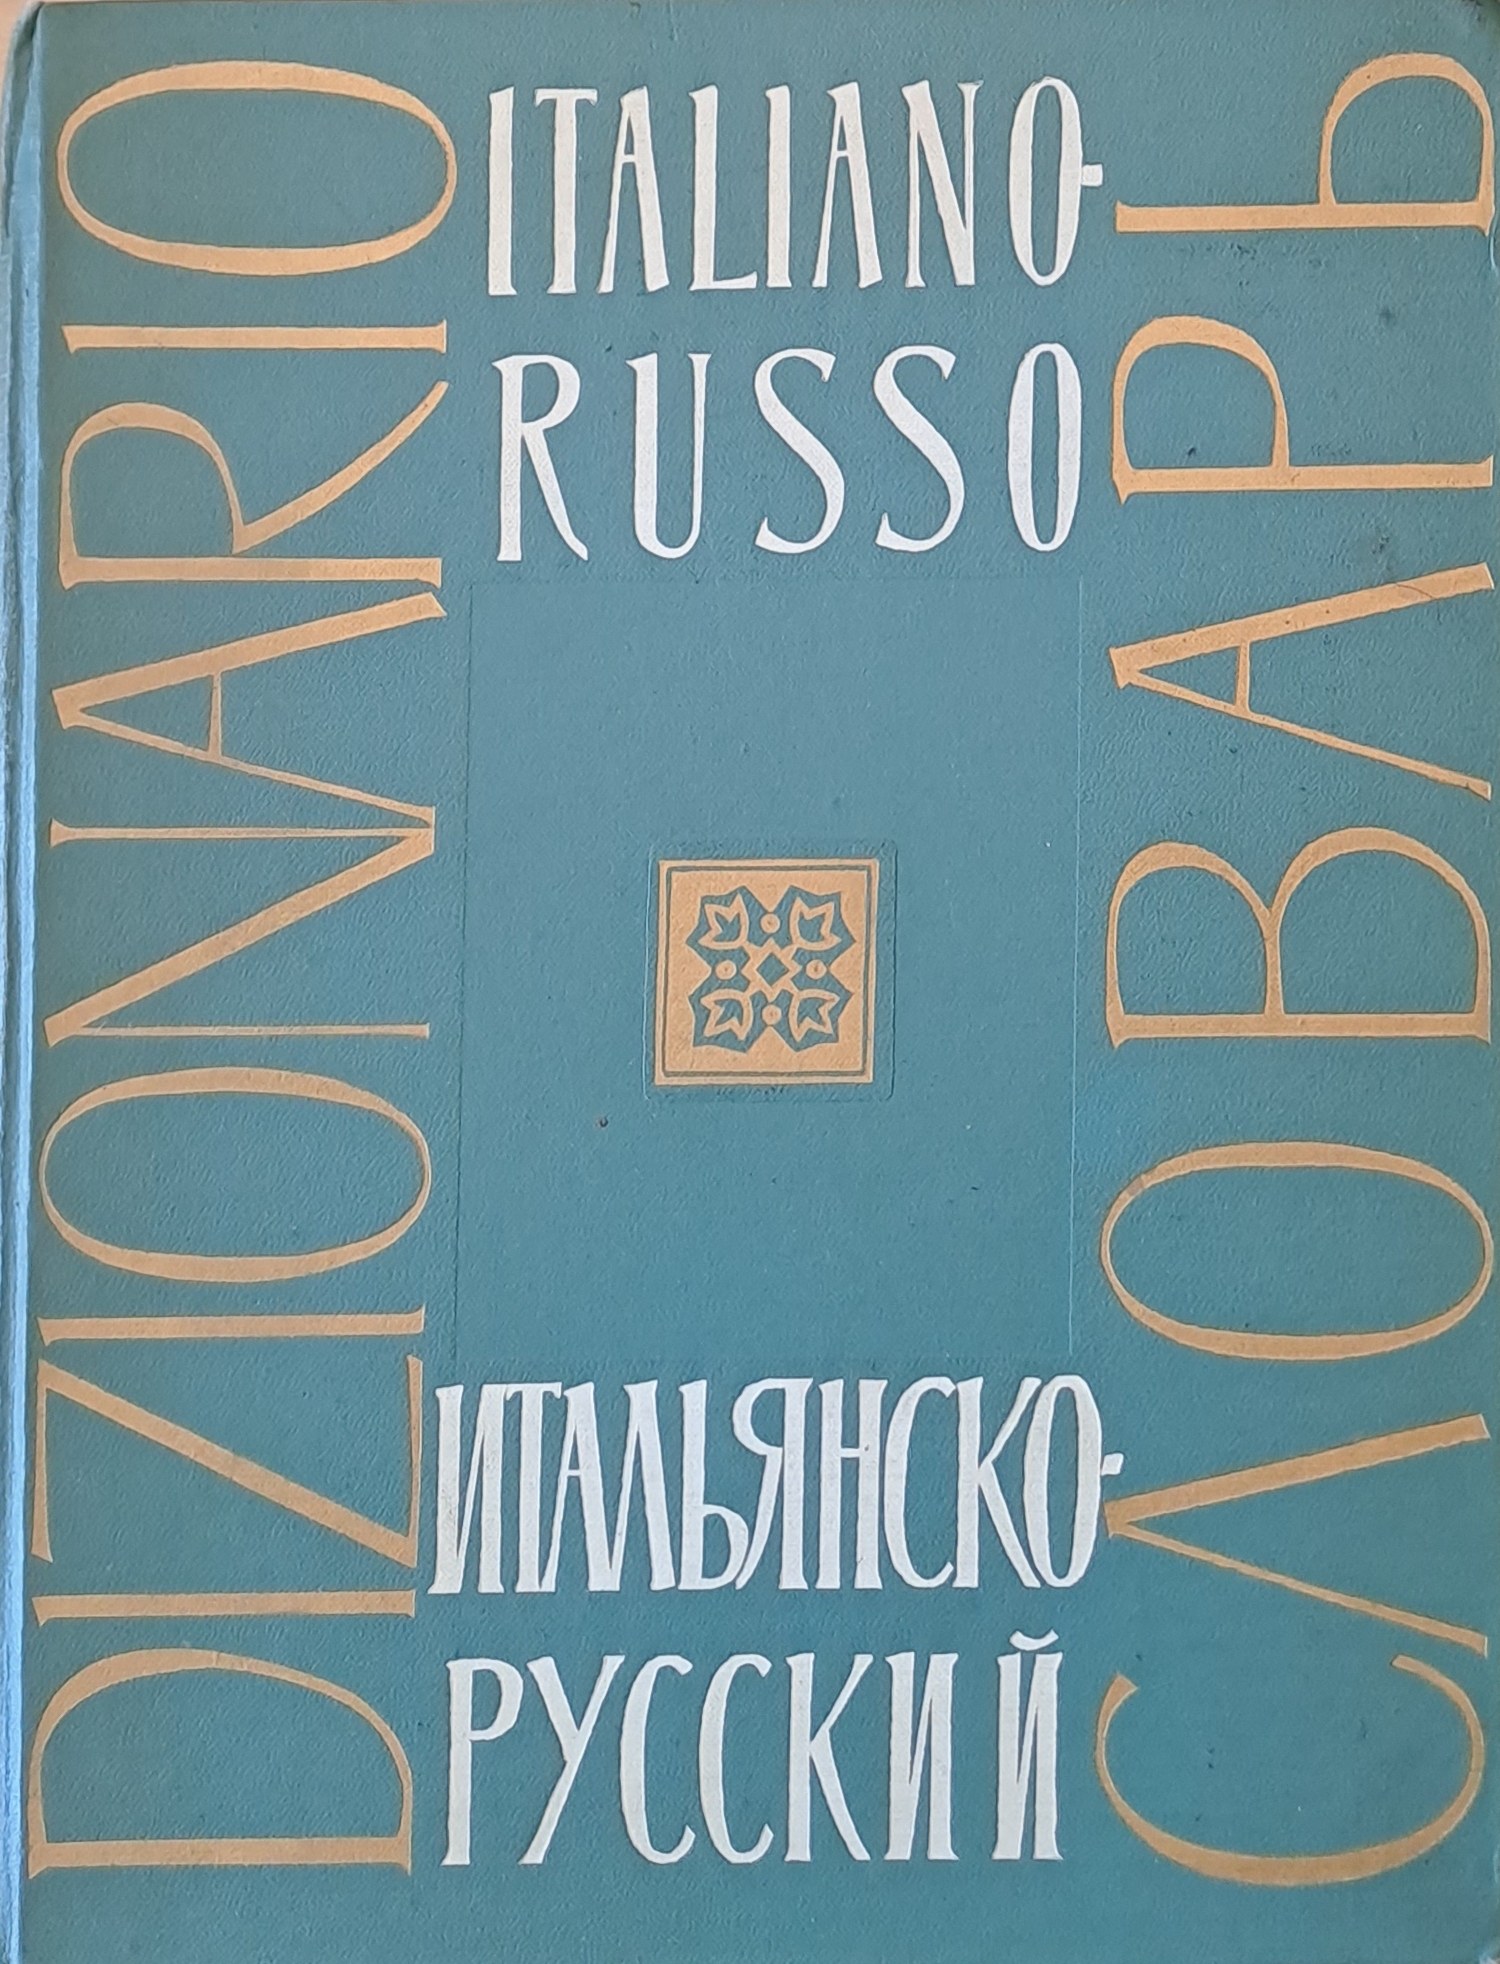 DIZIONARIO
ITALIANO-
RUSSO
ИТАЛЬЯНСКО-
РУССКИЙ
СЛОВАРЬ